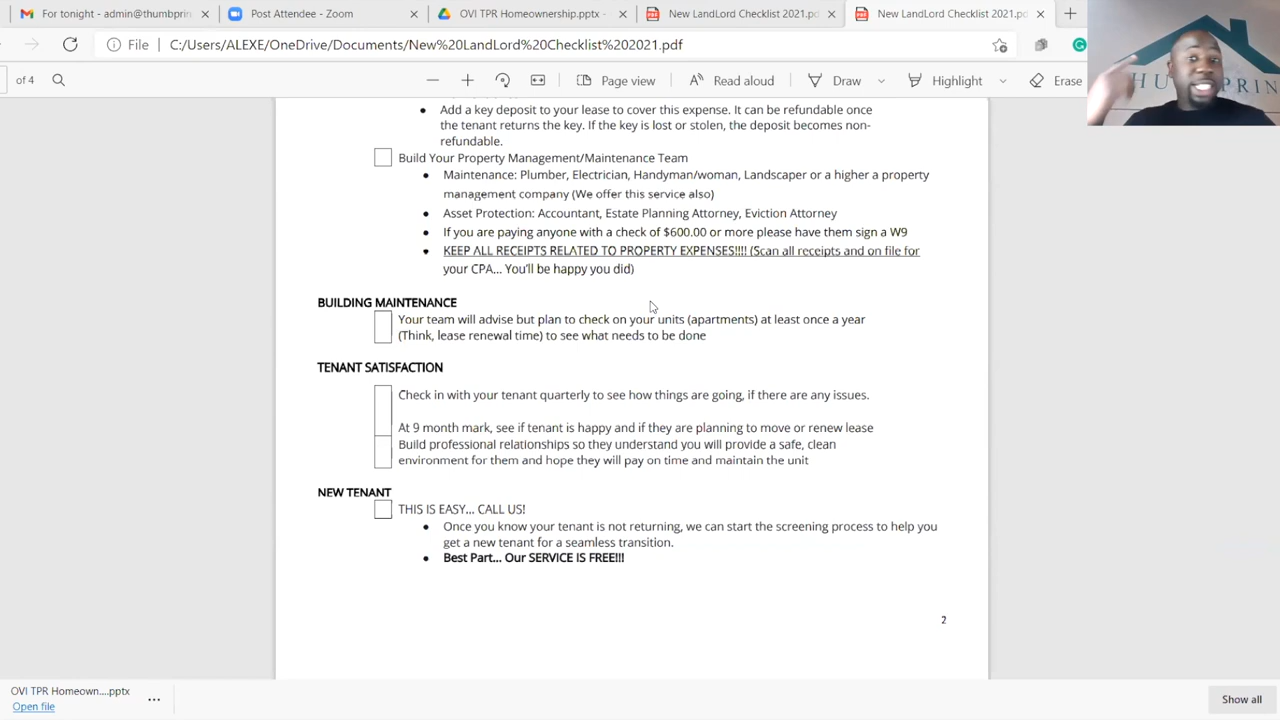 For tonight - admin@thumbprin
Post Attendee - Zoom
OVI TPR Homeownership.pptx -
New LandLord Checklist 2021.pdf
New LandLord Checklist 2021.pd
File
C:/Users/ALEXE/OneDrive/Documents/New%20LandLord%20Checklist%202021.pdf
of 4
Page view
Read aloud
Draw
Highlight
Erase
HU PRIN
Add a key deposit to your lease to cover this expense. It can be refundable once
the tenant returns the key. If the key is lost or stolen, the deposit becomes non-
refundable.
Build Your Property Management/Maintenance Team
Maintenance: Plumber, Electrician, Handyman/woman, Landscaper or a higher a property
management company (We offer this service also)
Asset Protection: Accountant, Estate Planning Attorney, Eviction Attorney
If you are paying anyone with a check of $600.00 or more please have them sign a W9
KEEP ALL RECEIPTS RELATED TO PROPERTY EXPENSES!!!! (Scan all receipts and on file for
your CPA... You'll be happy you did)
BUILDING MAINTENANCE
Your team will advise but plan to check on your units (apartments) at least once a year
(Think, lease renewal time) to see what needs to be done
TENANT SATISFACTION
Check in with your tenant quarterly to see how things are going, if there are any issues.
At 9 month mark, see if tenant is happy and if they are planning to move or renew lease
Build professional relationships so they understand you will provide a safe, clean
environment for them and hope they will pay on time and maintain the unit
NEW TENANT
THIS IS EASY... CALL US!
Once you know your tenant is not returning, we can start the screening process to help you
get a new tenant for a seamless transition.
Best Part... Our SERVICE IS FREE!!!
2
OVI TPR Homeown....pptx
Open file
Show all